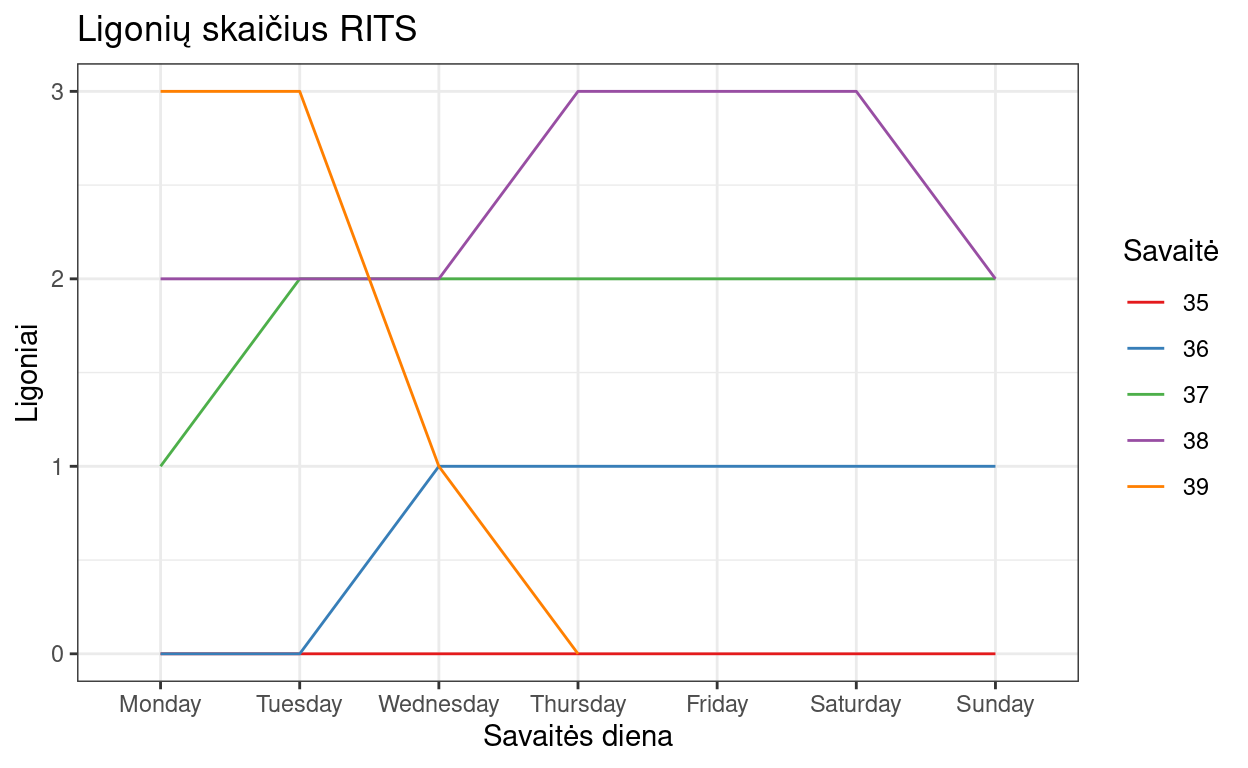 Ligonių skaičius RITS
3
2
1
0
Ligoniai
Monday Tuesday Wednesday Thursday Friday Saturday Sunday
Savaitės diena
Savaitė
35
36
37
38
39